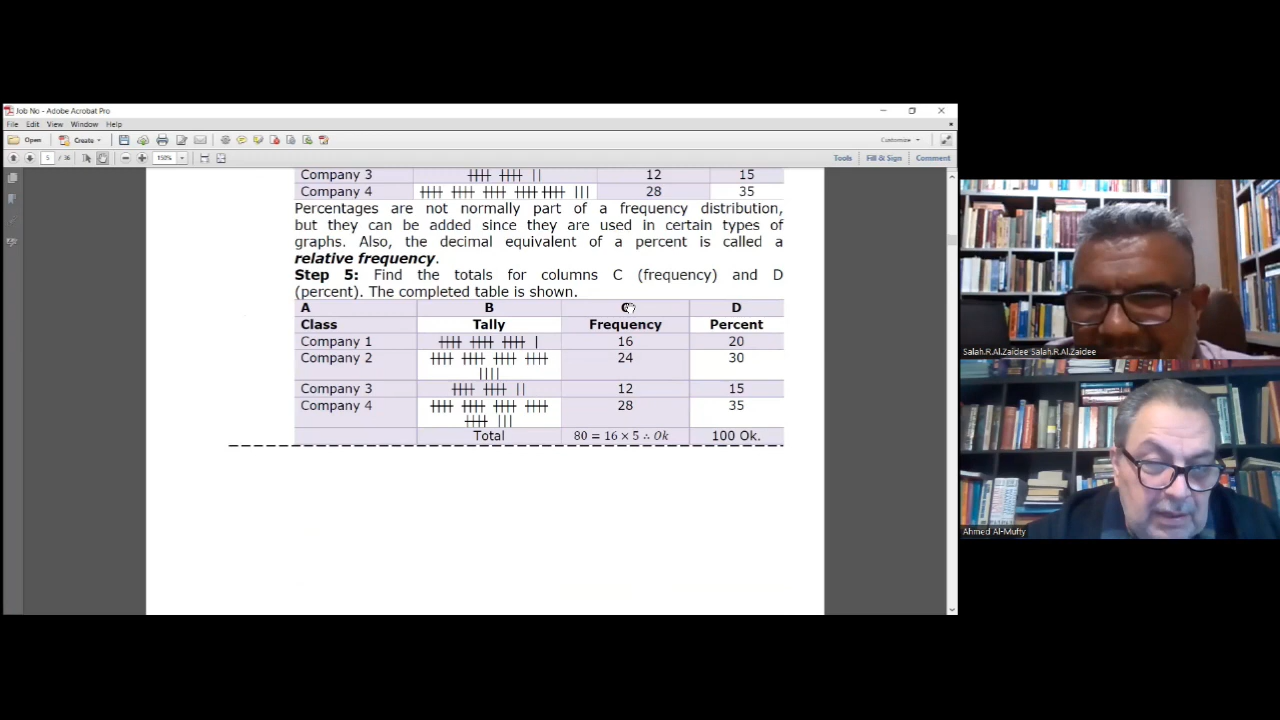 Job No - Adobe Acrobat Pro
File Edit View Window Help
Open Create Customize
5 / 36 150% Tools Fill & Sign Comment
Company 3 12 15
Company 4 28 35
Percentages are not normally part of a frequency distribution,
but they can be added since they are used in certain types of
graphs. Also, the decimal equivalent of a percent is called a
relative frequency.
Step 5: Find the totals for columns C (frequency) and D
(percent). The completed table is shown.
A B C D
Class Tally Frequency Percent
Company 1 16 20
Company 2 24 30
Company 3 12 15
Company 4 28 35
Total 80 = 16 × 5 ∴ Ok 100 Ok.
Salah.R.Al.Zaidee Salah.R.Al.Zaidee
Ahmed Al-Mufty